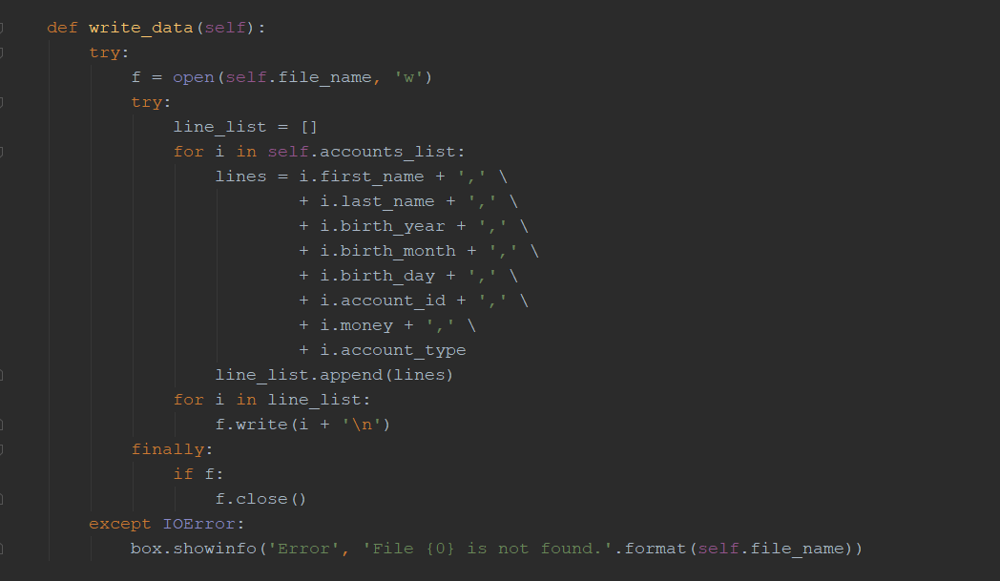 def write_data(self):
    try:
        f = open(self.file_name, 'w')
        try:
            line_list = []
            for i in self.accounts_list:
                lines = i.first_name + ',' \
                        + i.last_name + ',' \
                        + i.birth_year + ',' \
                        + i.birth_month + ',' \
                        + i.birth_day + ',' \
                        + i.account_id + ',' \
                        + i.money + ',' \
                        + i.account_type
                line_list.append(lines)
            for i in line_list:
                f.write(i + '\n')
        finally:
            if f:
                f.close()
    except IOError:
        box.showinfo('Error', 'File {0} is not found.'.format(self.file_name))